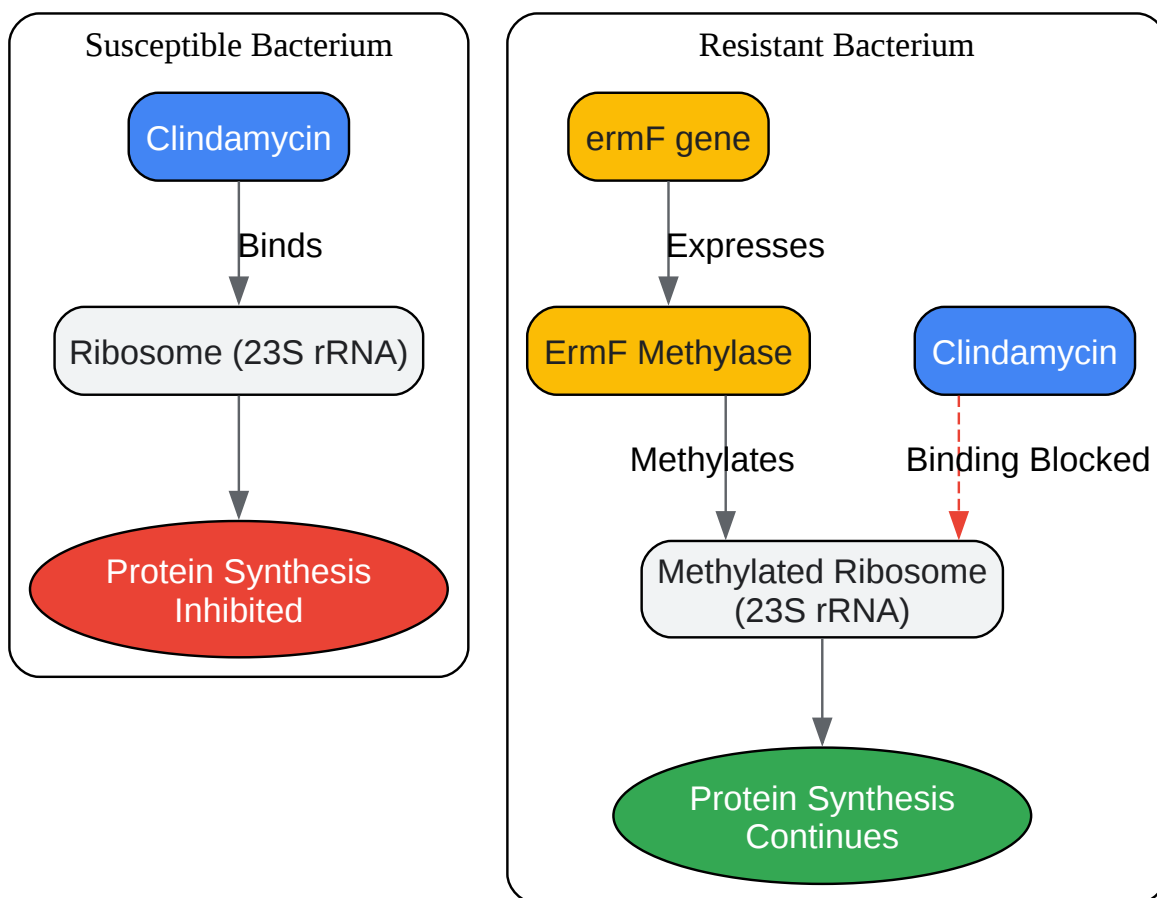 Susceptible Bacterium
Clindamycin
Binds
Ribosome (23S rRNA)
Protein Synthesis
Inhibited
Resistant Bacterium
ermF gene
Expresses
ErmF Methylase
Clindamycin
Methylates
Binding Blocked
Methylated Ribosome
(23S rRNA)
Protein Synthesis
Continues